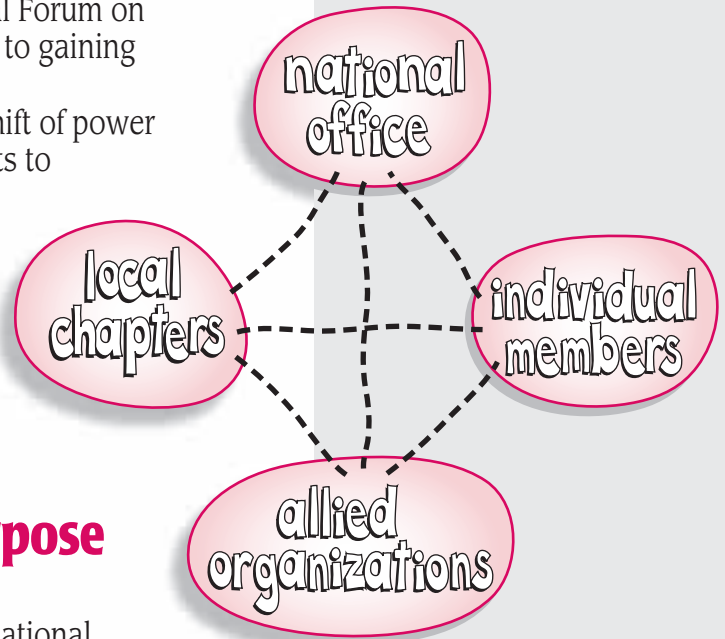 l Forum on
to gaining
hift of power
ts to
national
office
local
chapters
individual
members
allied
organizations
pose
ational